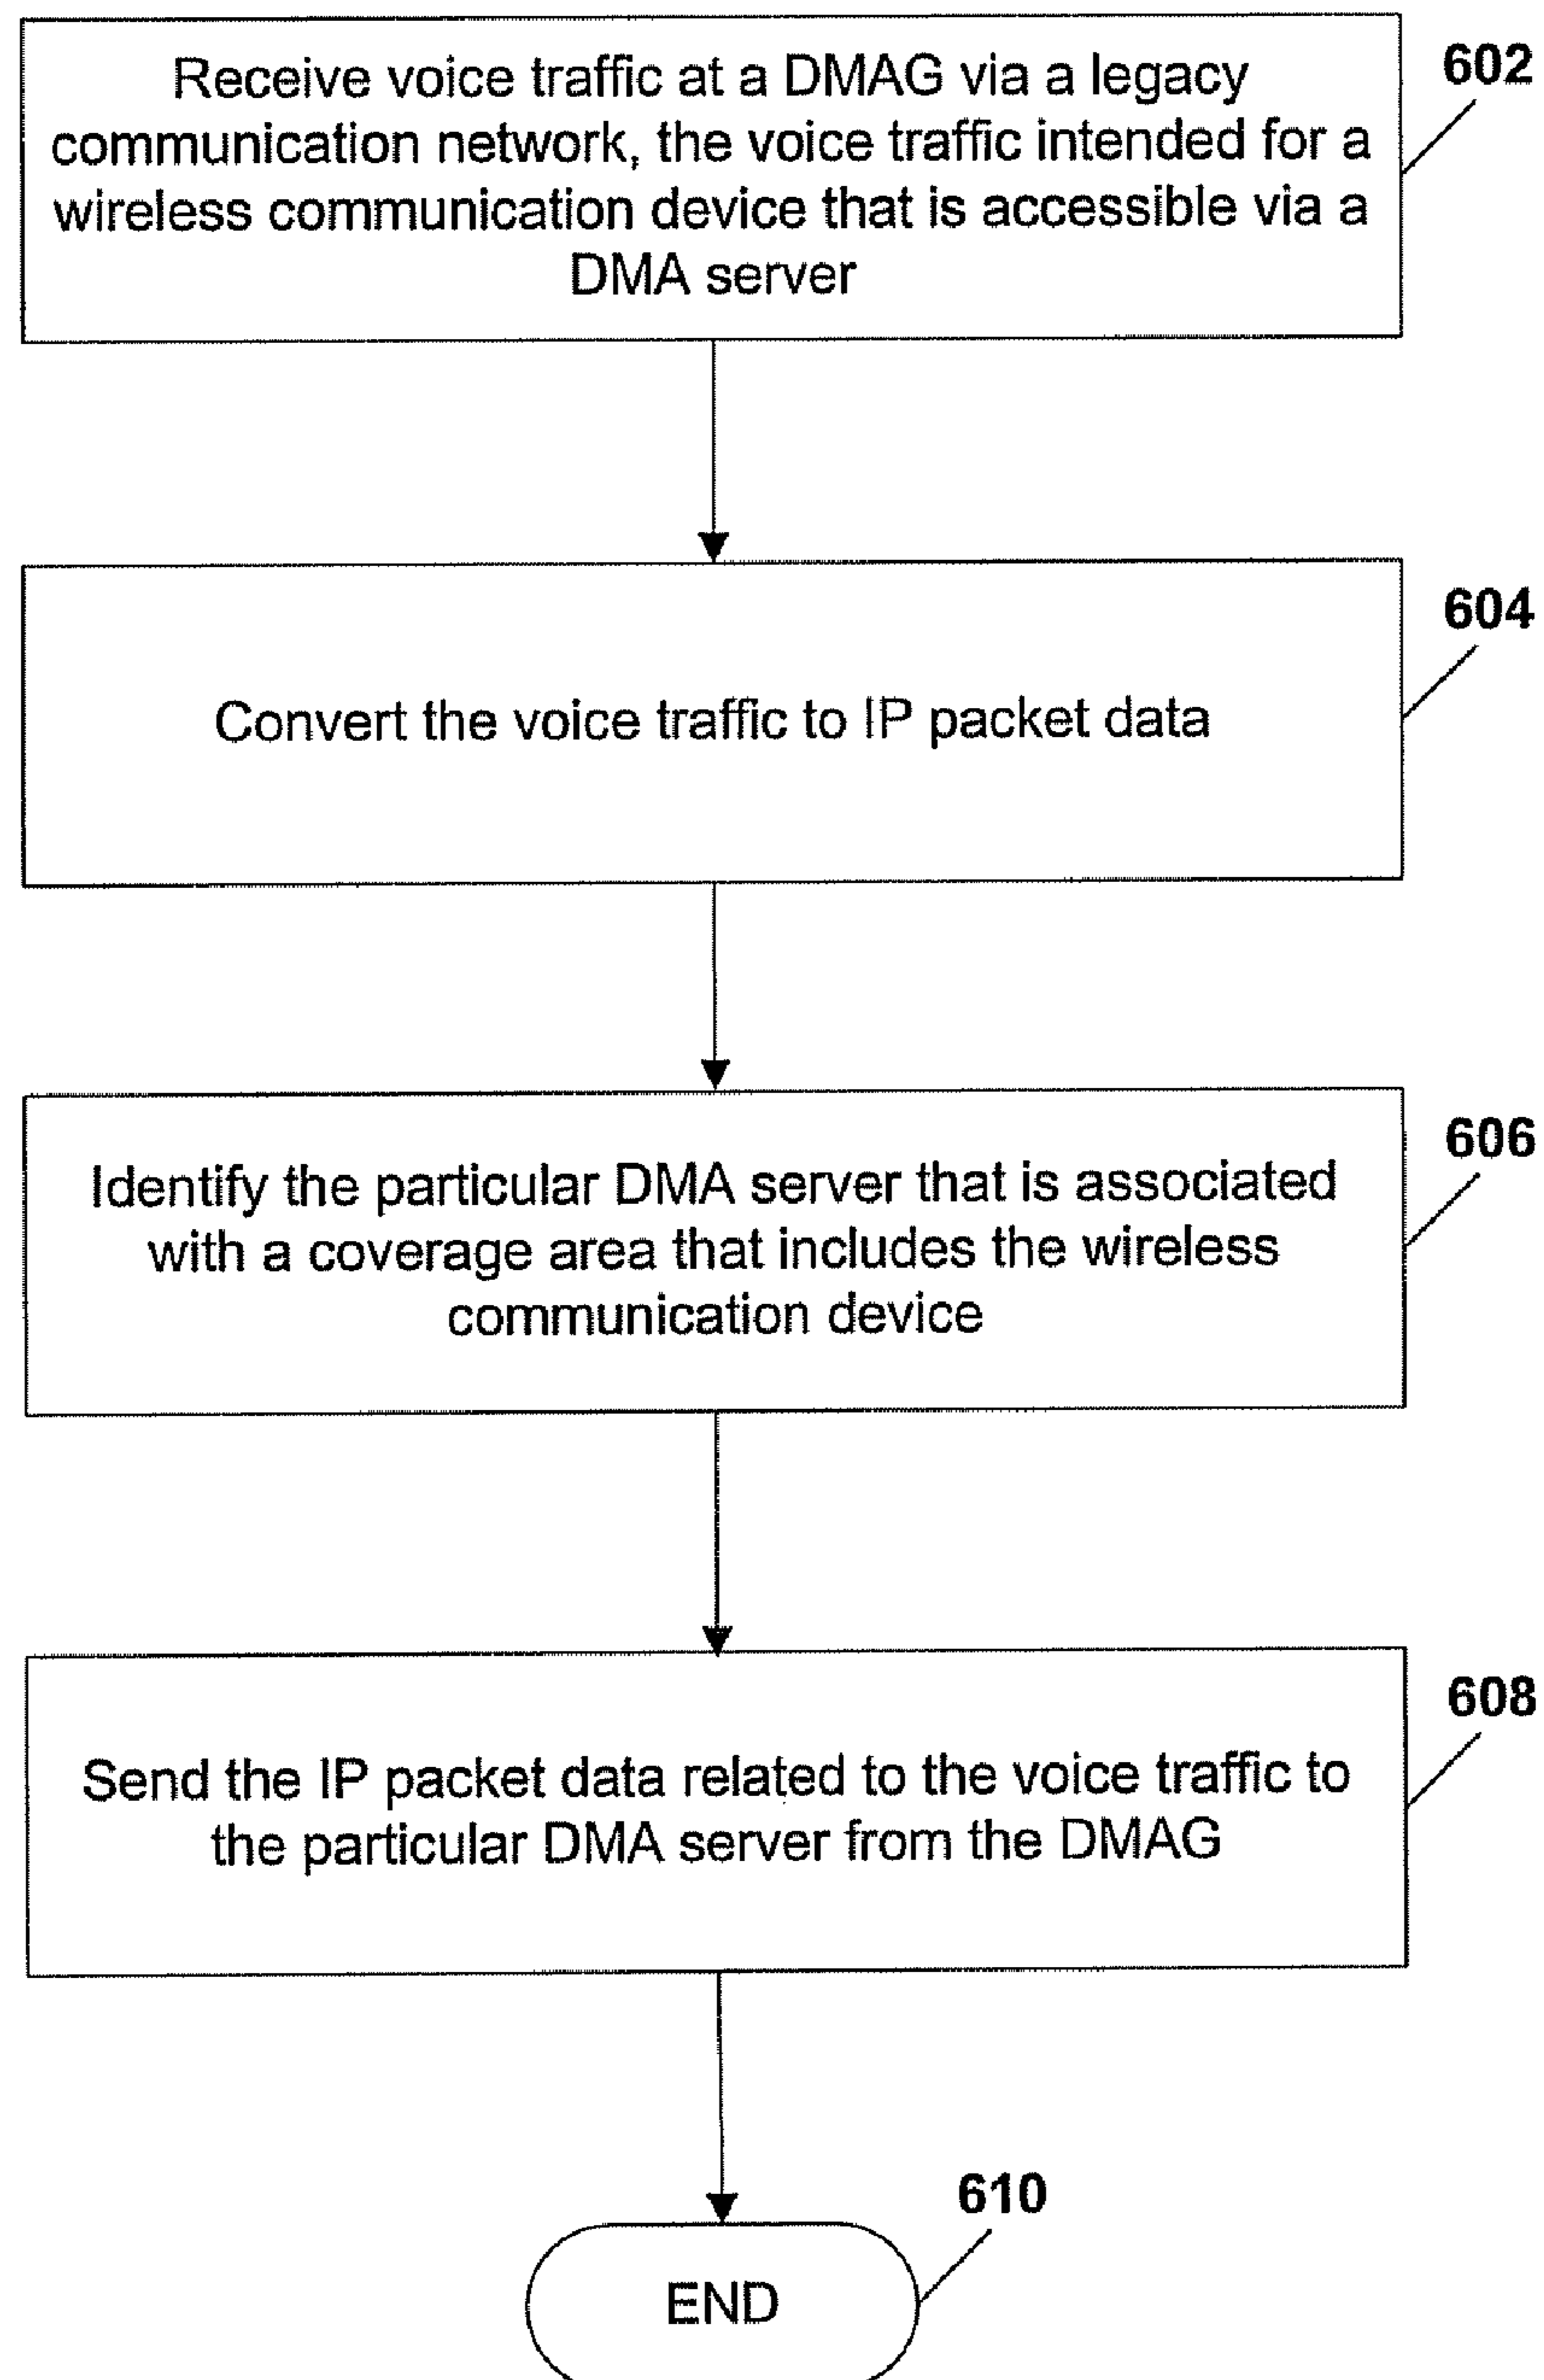 Receive voice traffic at a DMAG via a legacy
communication network, the voice traffic intended for a
wireless communication device that is accessible via a
DMA server
602
Convert the voice traffic to IP packet data
604
Identify the particular DMA server that is associated
with a coverage area that includes the wireless
communication device
606
Send the IP packet data related to the voice traffic to
the particular DMA server from the DMAG
608
END
610